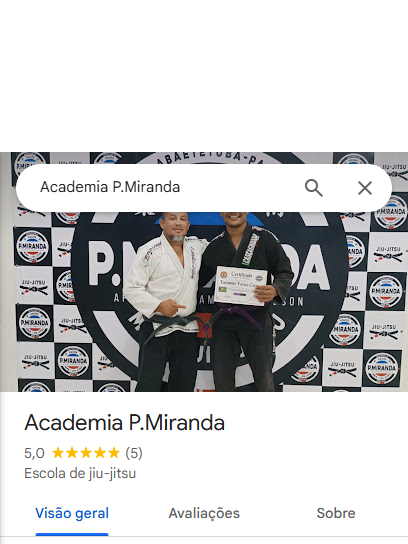 ABAETETUBA-PA
Academia P.Miranda
P.MIRANDA
JIU-JITSU
Certificado
Academia P.Miranda
5,0 ★★★★★ (5)
Escola de jiu-jitsu
Visão geral
Avaliações
Sobre